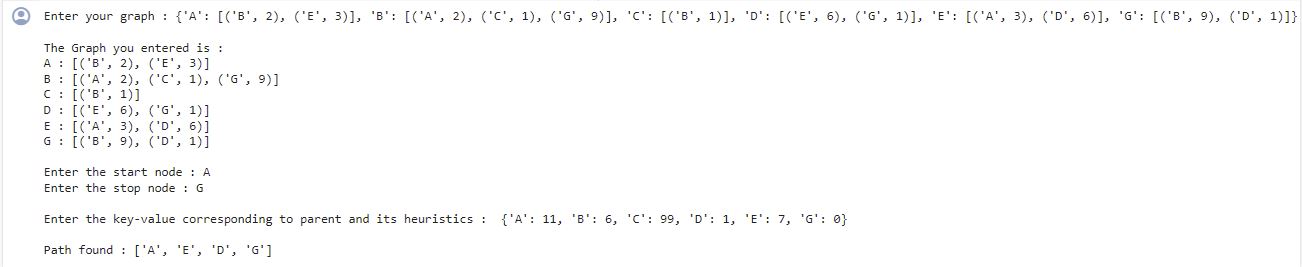 Enter your graph : {'A': [('B', 2), ('E', 3)], 'B': [('A', 2), ('C', 1), ('G', 9)], 'C': [('B', 1)], 'D': [('E', 6), ('G', 1)], 'E': [('A', 3), ('D', 6)], 'G': [('B', 9), ('D', 1)]}
The Graph you entered is :
A : [('B', 2), ('E', 3)]
B : [('A', 2), ('C', 1), ('G', 9)]
C : [('B', 1)]
D : [('E', 6), ('G', 1)]
E : [('A', 3), ('D', 6)]
G : [('B', 9), ('D', 1)]
Enter the start node : A
Enter the stop node : G
Enter the key-value corresponding to parent and its heuristics :  {'A': 11, 'B': 6, 'C': 99, 'D': 1, 'E': 7, 'G': 0}
Path found : ['A', 'E', 'D', 'G']